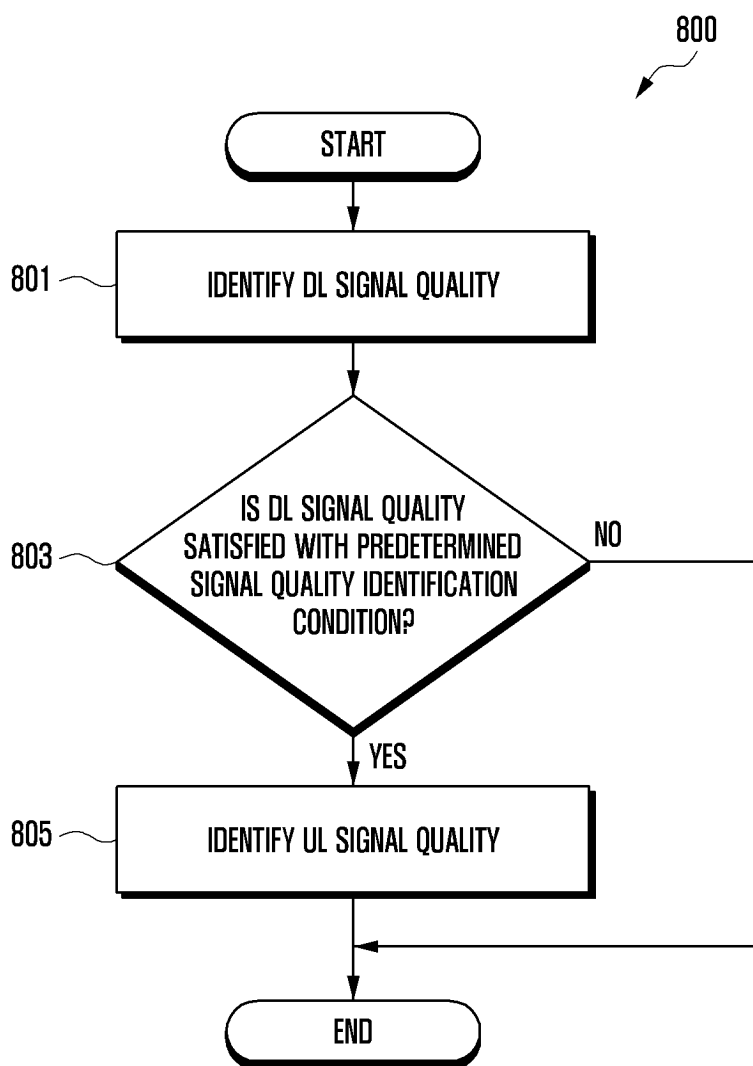 800
START
801
IDENTIFY DL SIGNAL QUALITY
IS DL SIGNAL QUALITY
SATISFIED WITH PREDETERMINED
SIGNAL QUALITY IDENTIFICATION
CONDITION?
803
NO
YES
805
IDENTIFY UL SIGNAL QUALITY
END